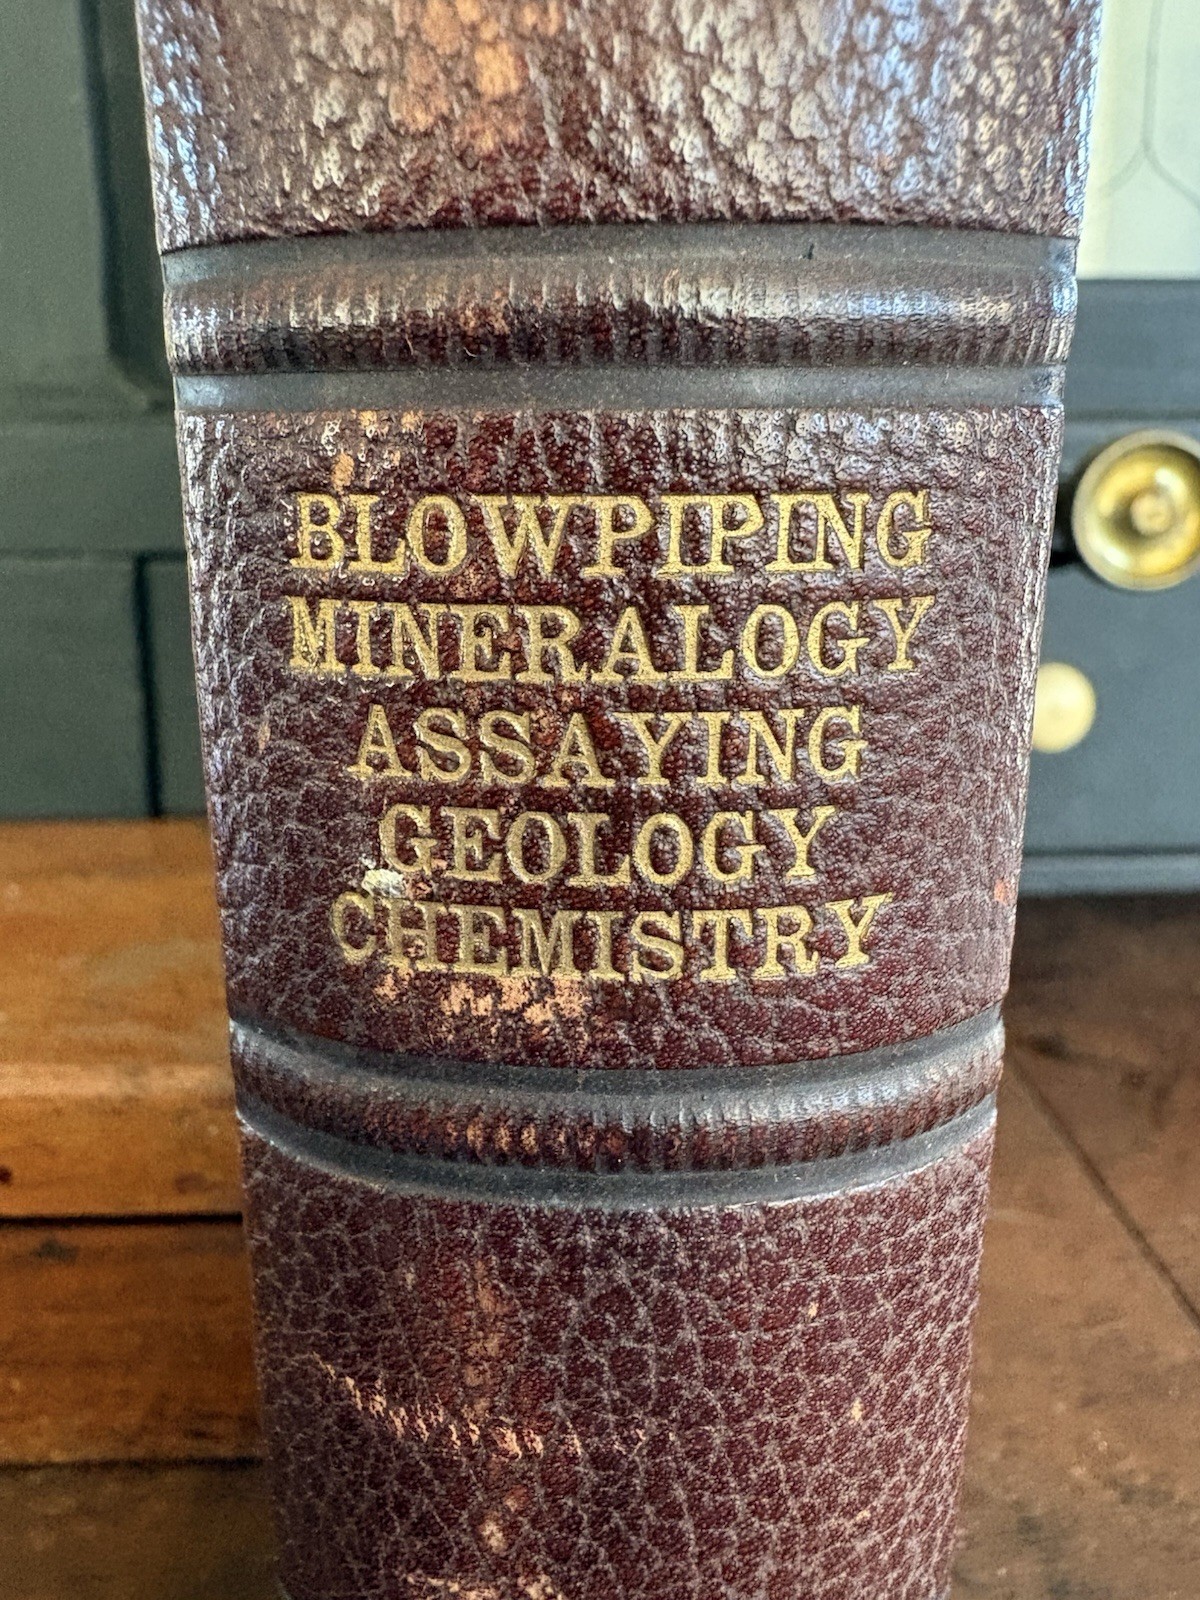 BLOWPIPING
MINERALOGY
ASSAYING
GEOLOGY
CHEMISTRY